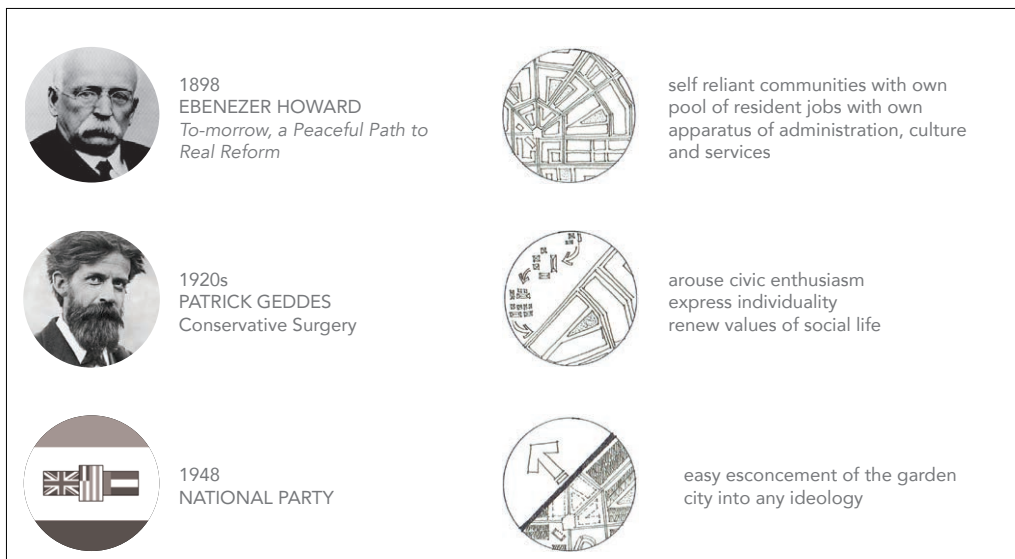 1898
EBENEZER HOWARD
To-morrow, a Peaceful Path to
Real Reform
self reliant communities with own
pool of resident jobs with own
apparatus of administration, culture
and services
1920s
PATRICK GEDDES
Conservative Surgery
arouse civic enthusiasm
express individuality
renew values of social life
1948
NATIONAL PARTY
easy esconcement of the garden
city into any ideology